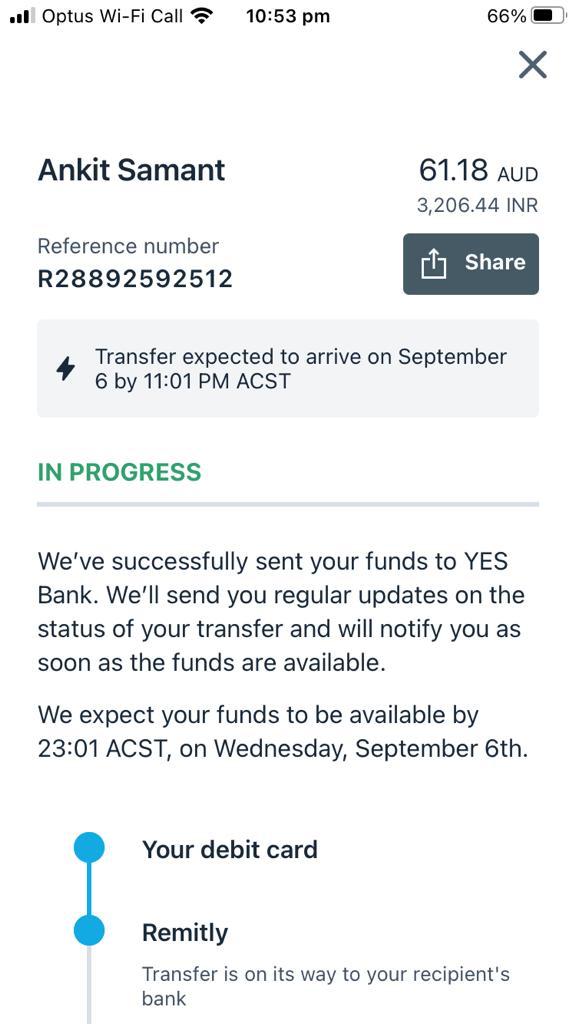 Optus Wi-Fi Call 10:53 pm 66%
Ankit Samant 61.18 AUD
3,206.44 INR
Reference number
R28892592512
Share
Transfer expected to arrive on September
6 by 11:01 PM ACST
IN PROGRESS
We’ve successfully sent your funds to YES
Bank. We’ll send you regular updates on the
status of your transfer and will notify you as
soon as the funds are available.
We expect your funds to be available by
23:01 ACST, on Wednesday, September 6th.
Your debit card
Remitly
Transfer is on its way to your recipient's
bank